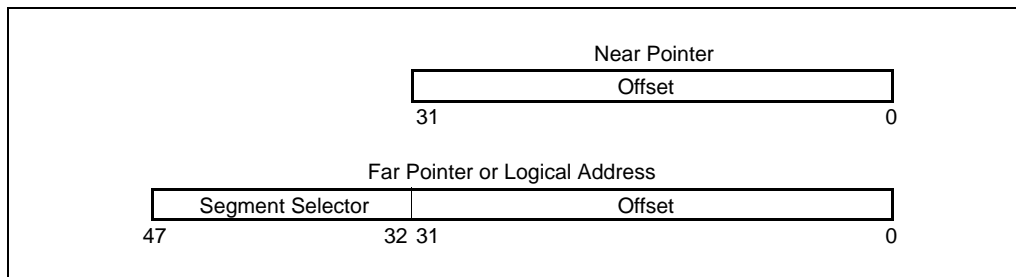 Near Pointer
Offset
31 0
Far Pointer or Logical Address
Segment Selector Offset
47 32 31 0